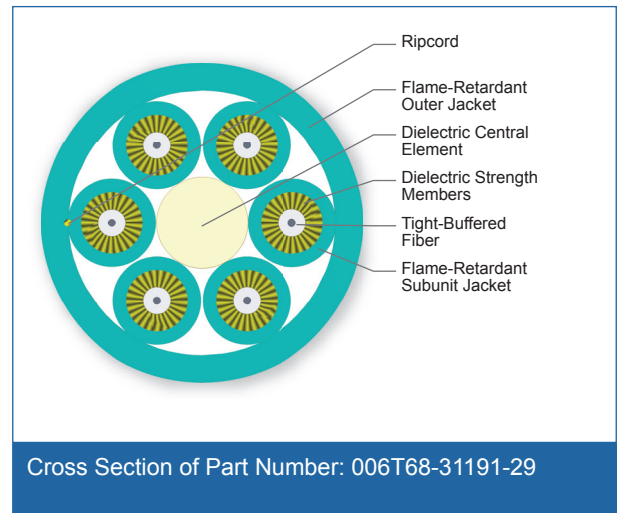 Ripcord
Flame-Retardant
Outer Jacket
Dielectric Central
Element
Dielectric Strength
Members
Tight-Buffered
Fiber
Flame-Retardant
Subunit Jacket
Cross Section of Part Number: 006T68-31191-29